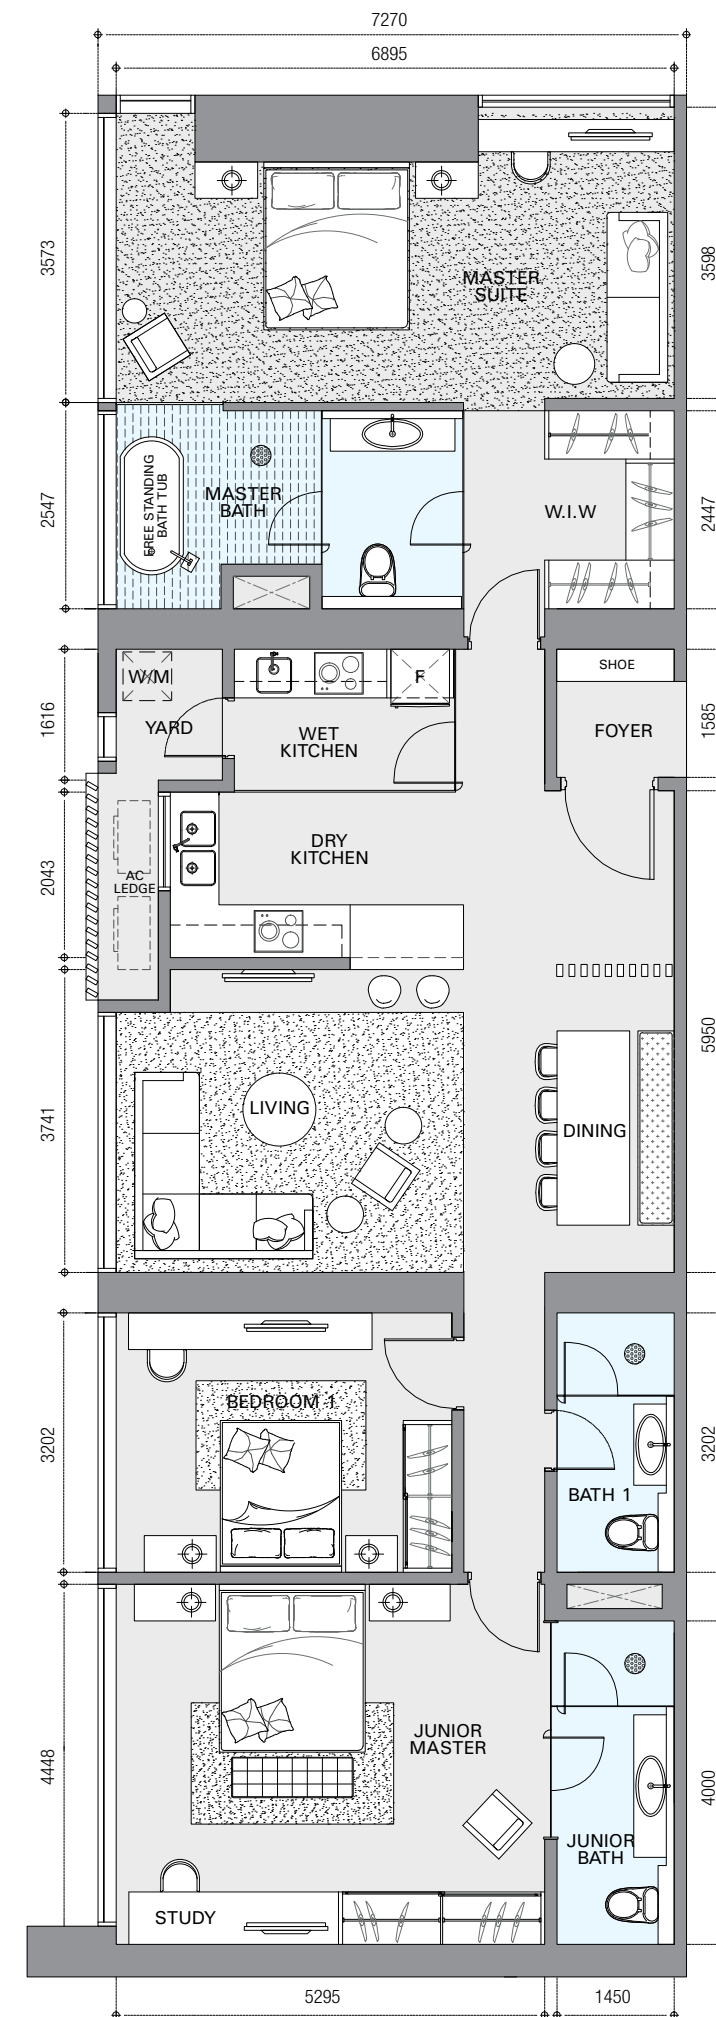 7270
6895
3573
3598
MASTER
SUITE
2547
FREE STANDING
BATH TUB
MASTER
BATH
W.I.W
2447
W/M
SHOE
1616
YARD
F
WET
KITCHEN
FOYER
1585
2043
AC
LEDGE
DRY
KITCHEN
5950
3741
LIVING
DINING
3202
BEDROOM 1
BATH 1
3202
4448
JUNIOR
MASTER
4000
JUNIOR
BATH
STUDY
5295
1450